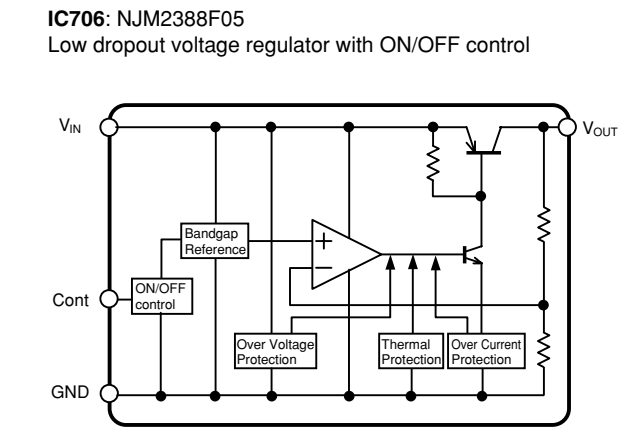 IC706: NJM2388F05
Low dropout voltage regulator with ON/OFF control
VIN
VOUT
Bandgap
Reference
+
−
ON/OFF
control
Cont
Over Voltage
Protection
Thermal
Protection
Over Current
Protection
GND